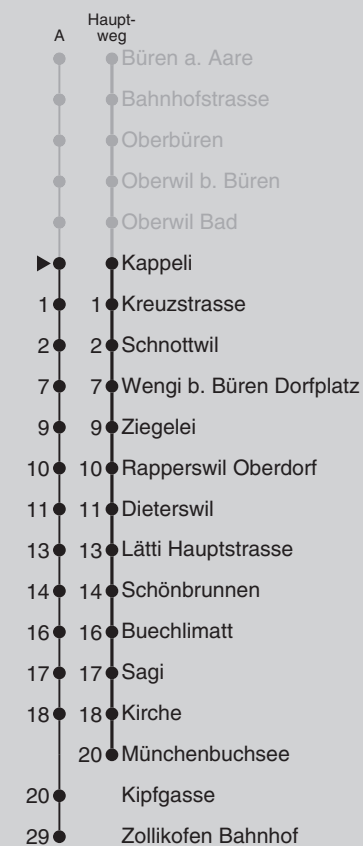 A Haupt-
weg
Büren a. Aare
Bahnhofstrasse
Oberbüren
Oberwil b. Büren
Oberwil Bad
Kappeli
1 1 Kreuzstrasse
2 2 Schnottwil
7 7 Wengi b. Büren Dorfplatz
9 9 Ziegelei
10 10 Rapperswil Oberdorf
11 11 Dieterswil
13 13 Lätti Hauptstrasse
14 14 Schönbrunnen
16 16 Buechlimatt
17 17 Sagi
18 18 Kirche
20 Münchenbuchsee
20 Kipfgasse
29 Zollikofen Bahnhof